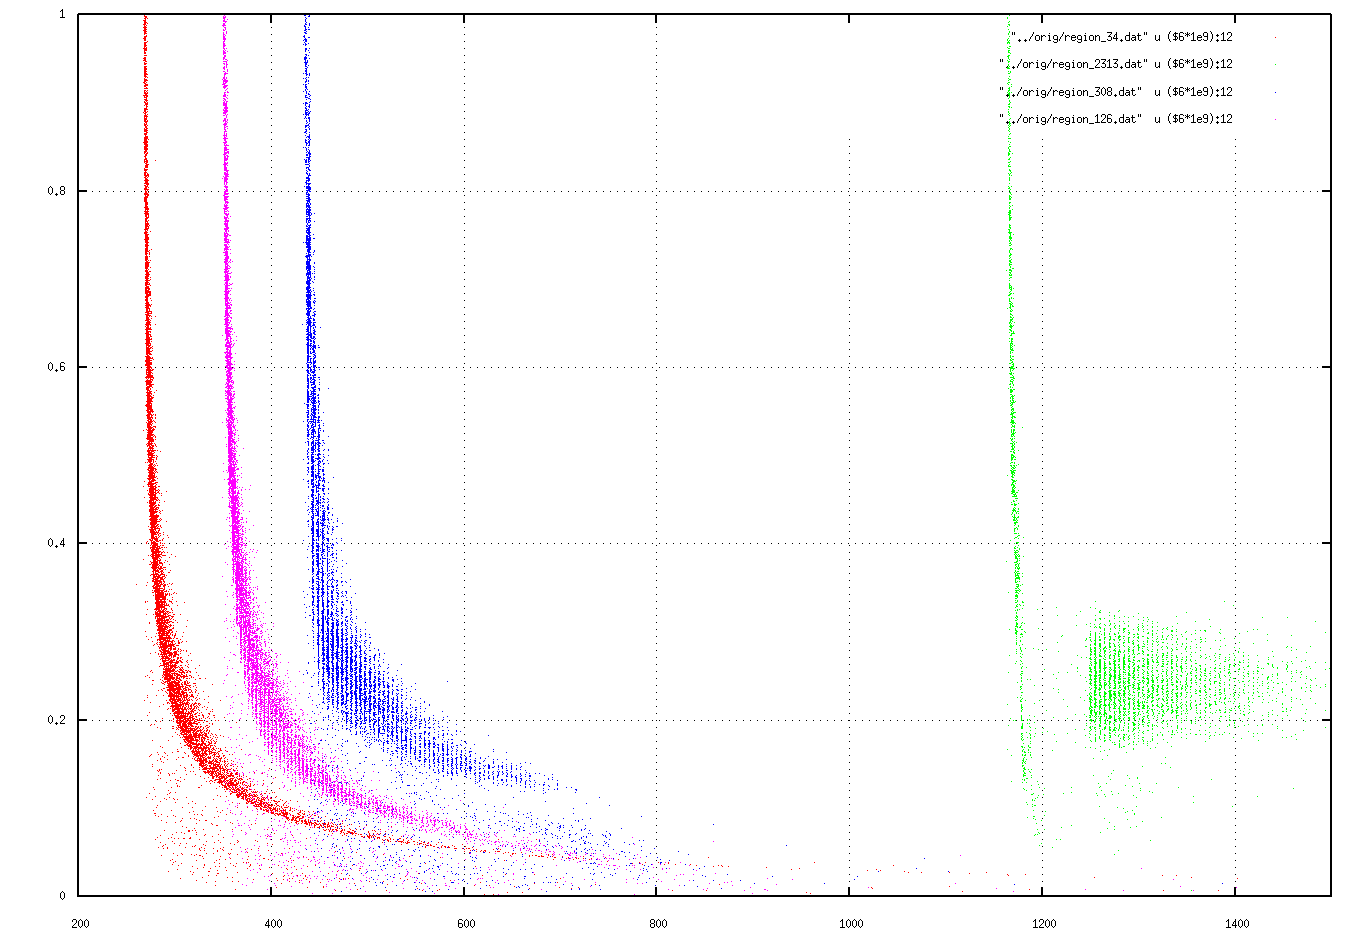 1
"../orig/region_34.dat" u ($6*1e9):12
"../orig/region_2313.dat" u ($6*1e9):12
"../orig/region_308.dat"  u ($6*1e9):12
"../orig/region_126.dat"  u ($6*1e9):12
0.8
0.6
0.4
0.2
0
200 400 600 800 1000 1200 1400